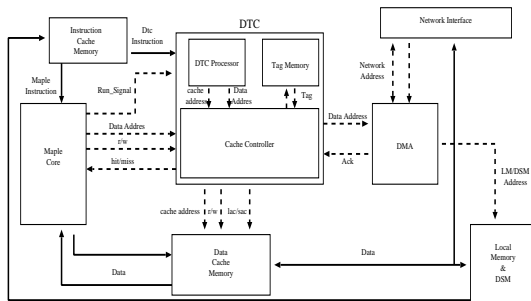 DTC
Network Interface
Instruction
Cache
Memory
Dtc
Instruction
DTC Processor
Tag Memory
Network
Address
Maple
Instruction
Run_Signal
cache
address
Data
Addres
Tag
Data Address
Maple
Core
Data Addres
r/w
hit/miss
Cache Controller
DMA
Ack
LM/DSM
Address
cache address
r/w
lac/sac
Data
Cache
Memory
Data
Data
Local
Memory
&
DSM